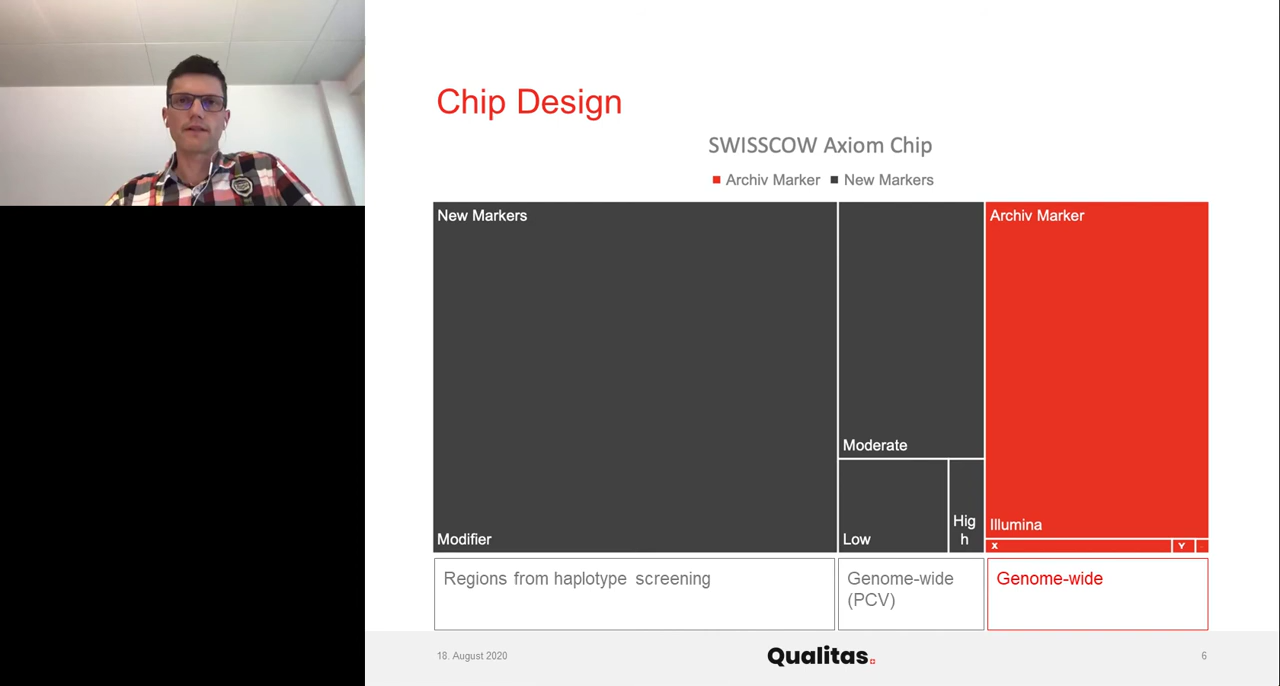 Chip Design
SWISSCOW Axiom Chip
Archiv Marker New Markers
New Markers
Modifier
Moderate
Low
Hig
h
Archiv Marker
Illumina
X
Y
Regions from haplotype screening
Genome-wide
(PCV)
Genome-wide
18. August 2020
Qualitas.
6